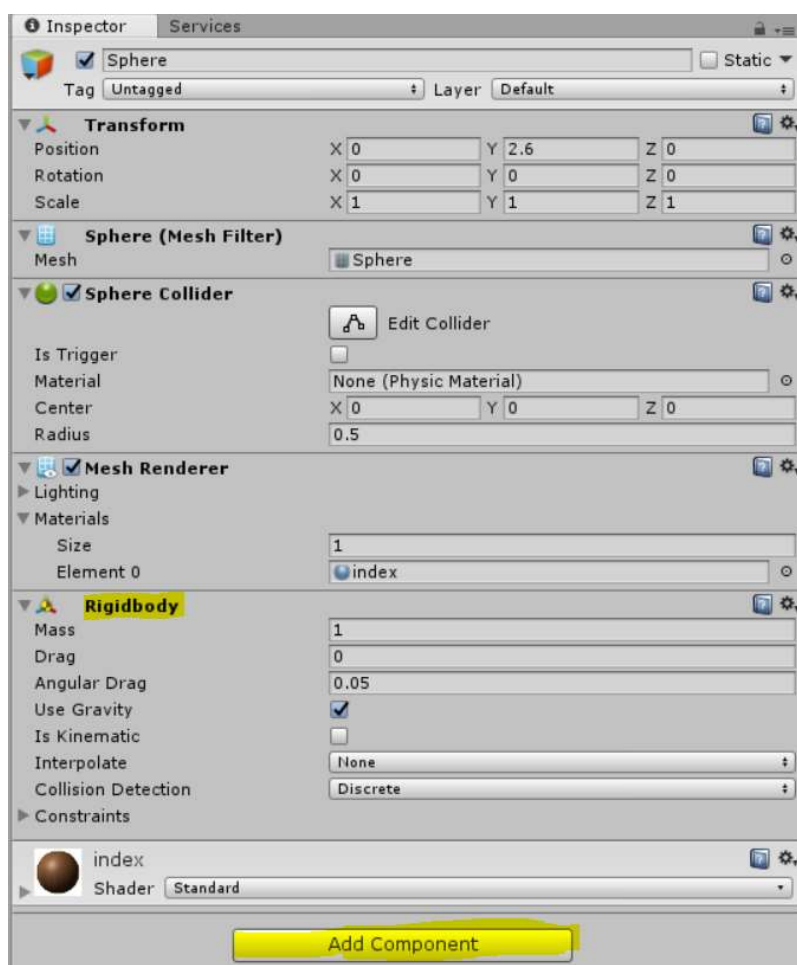 Inspector Services
Sphere Static
Tag Untagged Layer Default
Transform
Position X 0 Y 2.6 Z 0
Rotation X 0 Y 0 Z 0
Scale X 1 Y 1 Z 1
Sphere (Mesh Filter)
Mesh Sphere
Sphere Collider
Edit Collider
Is Trigger
Material None (Physic Material)
Center X 0 Y 0 Z 0
Radius 0.5
Mesh Renderer
Lighting
Materials
Size 1
Element 0 index
Rigidbody
Mass 1
Drag 0
Angular Drag 0.05
Use Gravity
Is Kinematic
Interpolate None
Collision Detection Discrete
Constraints
index
Shader Standard
Add Component